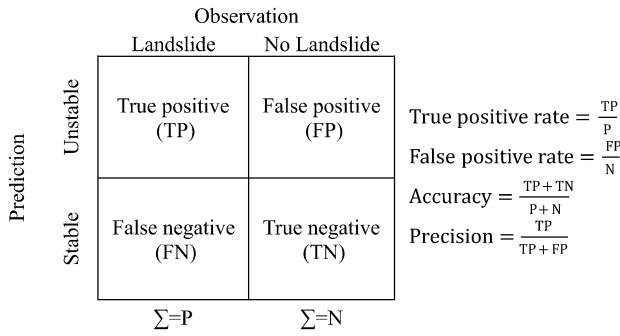 Observation
Landslide No Landslide
Prediction
Unstable
True positive
(TP)
False positive
(FP)
Stable
False negative
(FN)
True negative
(TN)
∑=P ∑=N
True positive rate = TP/P
False positive rate = FP/N
Accuracy = TP + TN/P + N
Precision = TP/TP + FP